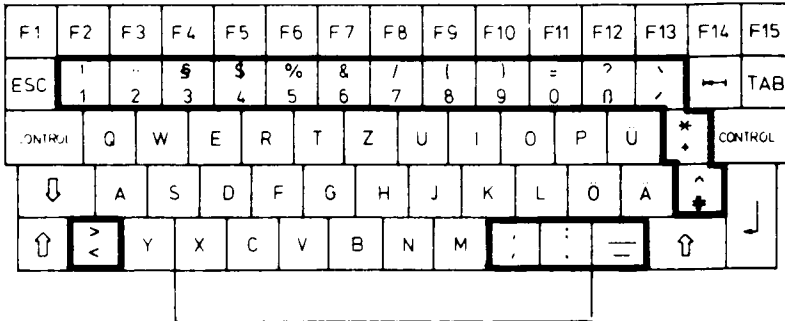 F1 F2 F3 F4 F5 F6 F7 F8 F9 F10 F11 F12 F13 F14 F15
! " § $ % & / ( ) = ? `
ESC 1 2 3 4 5 6 7 8 9 0 ß ´ TAB
CONTROL Q W E R T Z U I O P Ü * + CONTROL
A S D F G H J K L Ö Ä ^ #
> < Y X C V B N M ; , : . _ —